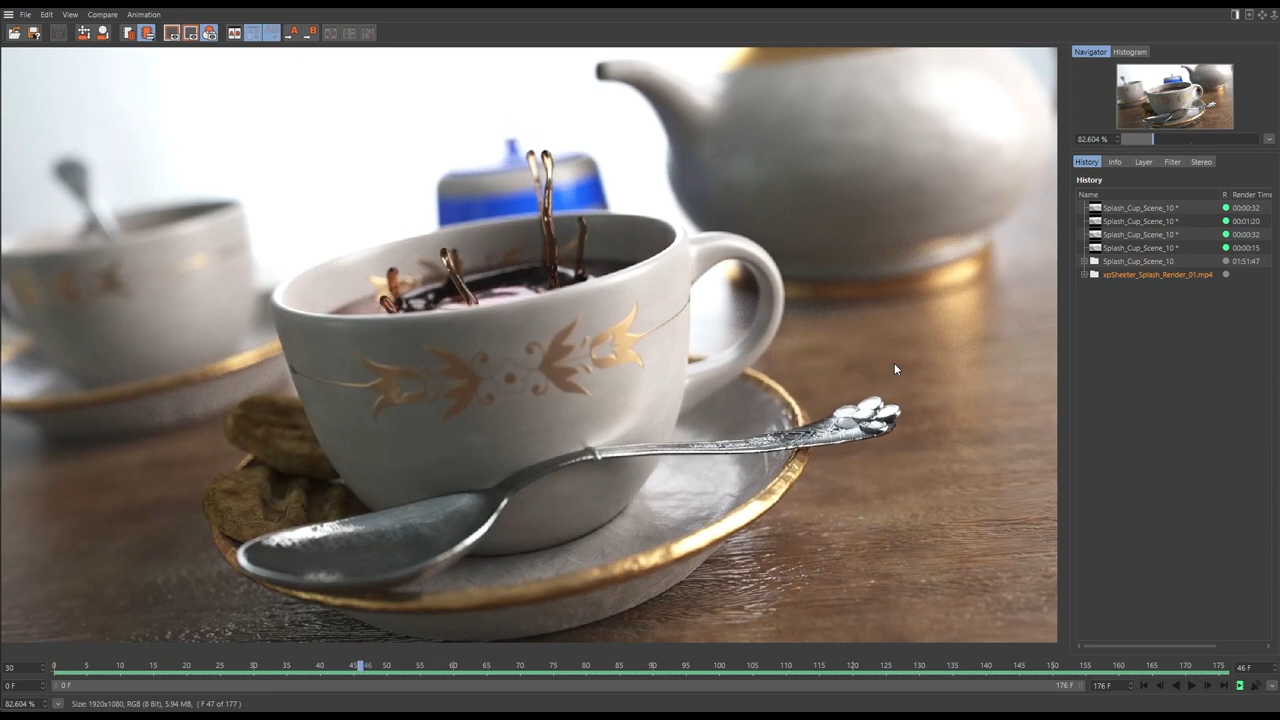 File Edit View Compare Animation
A B
Navigator Histogram
82.604 %
History Info Layer Filter Stereo
History
Name R Render Time
Splash_Cup_Scene_10 * 00:00:32
Splash_Cup_Scene_10 * 00:01:20
Splash_Cup_Scene_10 * 00:00:32
Splash_Cup_Scene_10 * 00:00:15
Splash_Cup_Scene_10 01:51:47
xpSheeter_Splash_Render_01.mp4
30 0 5 10 15 20 25 30 35 40 45 46 50 55 60 65 70 75 80 85 90 95 100 105 110 115 120 125 130 135 140 145 150 155 160 165 170 175 46 F
0 F 0 F 176 F 176 F
82.604 % Size: 1920x1080, RGB (8 Bit), 5.94 MB, ( F 47 of 177 )